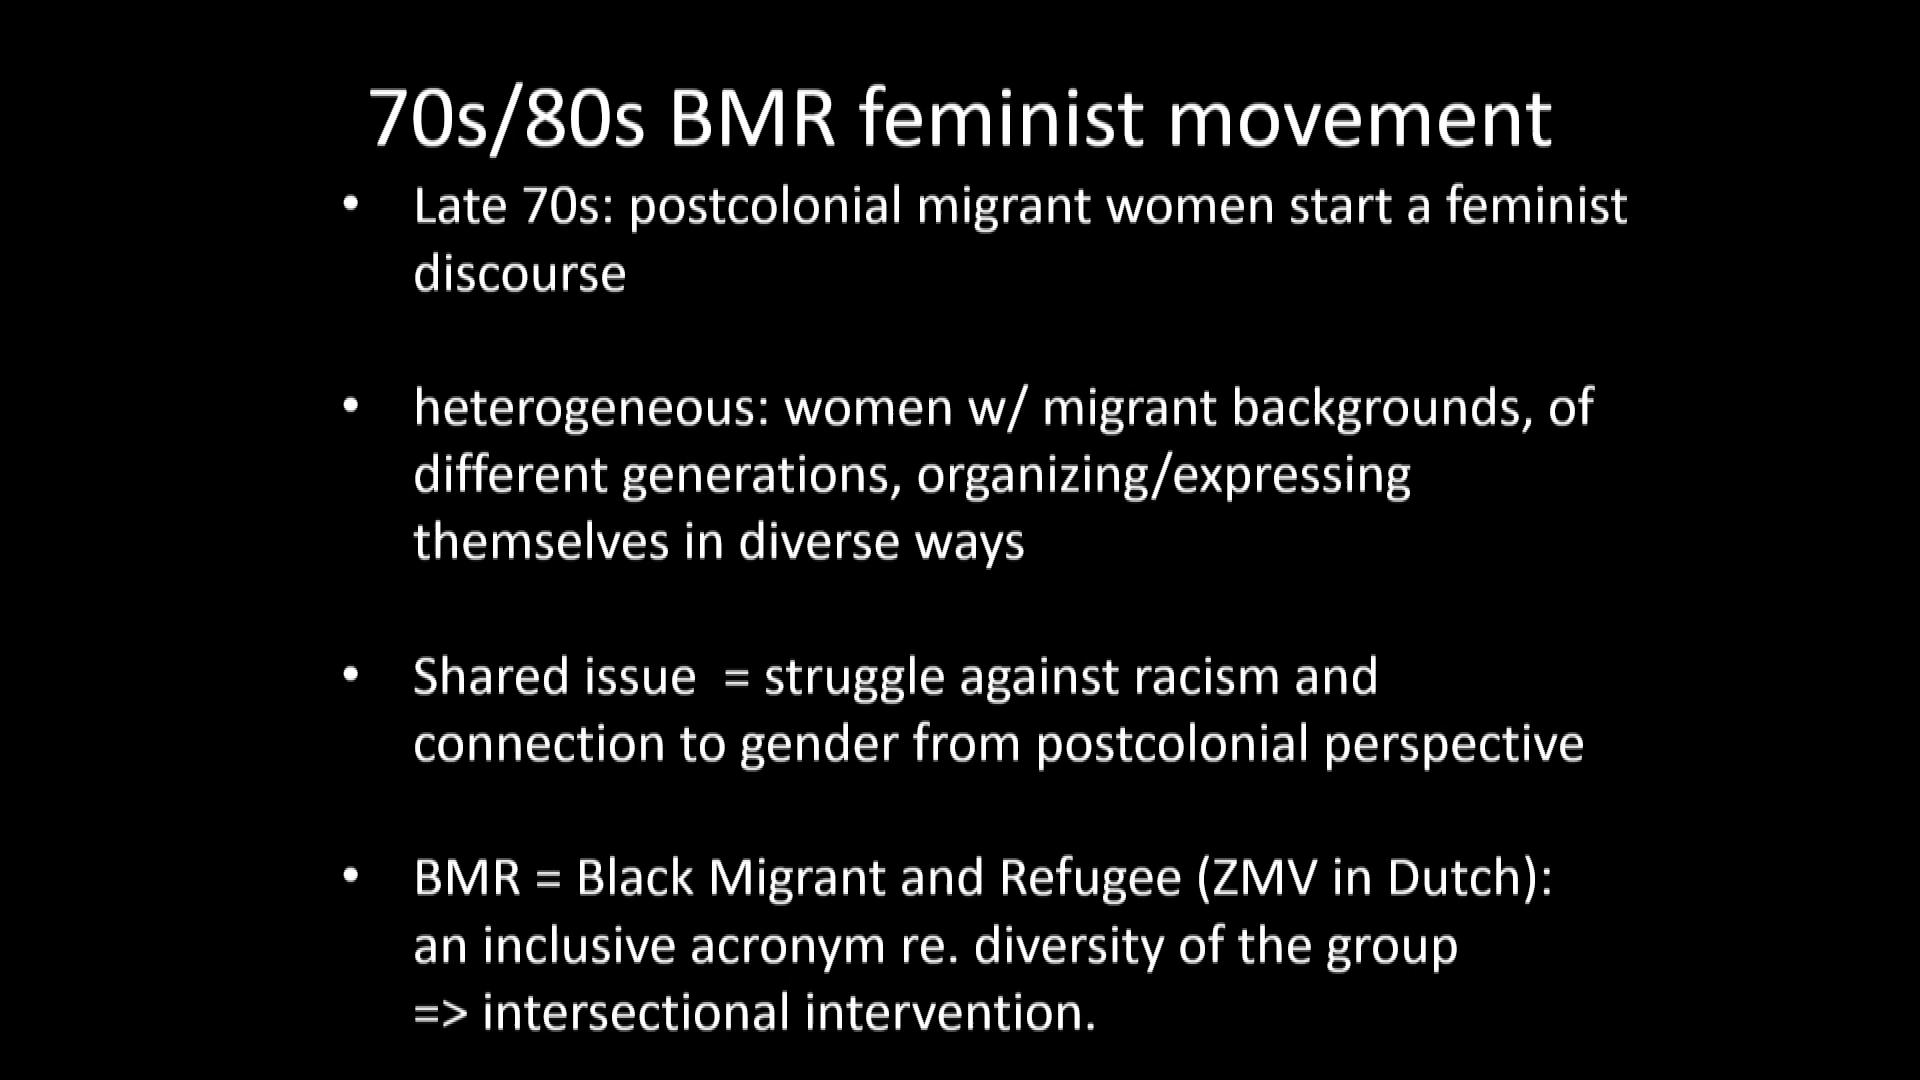 70s/80s BMR feminist movement
• Late 70s: postcolonial migrant women start a feminist
discourse
• heterogeneous: women w/ migrant backgrounds, of
different generations, organizing/expressing
themselves in diverse ways
• Shared issue  = struggle against racism and
connection to gender from postcolonial perspective
• BMR = Black Migrant and Refugee (ZMV in Dutch):
an inclusive acronym re. diversity of the group
=> intersectional intervention.